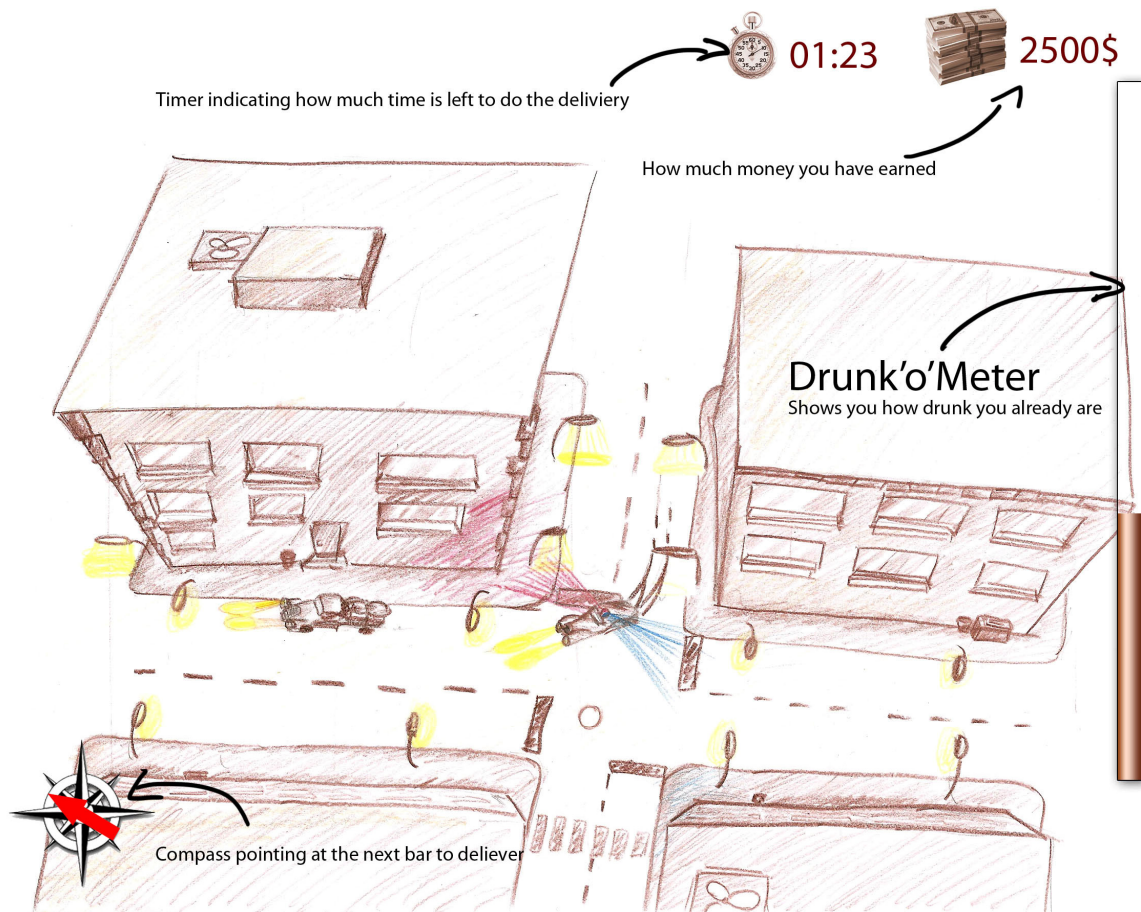 01:23
2500$
Timer indicating how much time is left to do the deliviery
How much money you have earned
Drunk'o'Meter
Shows you how drunk you already are
Compass pointing at the next bar to deliever